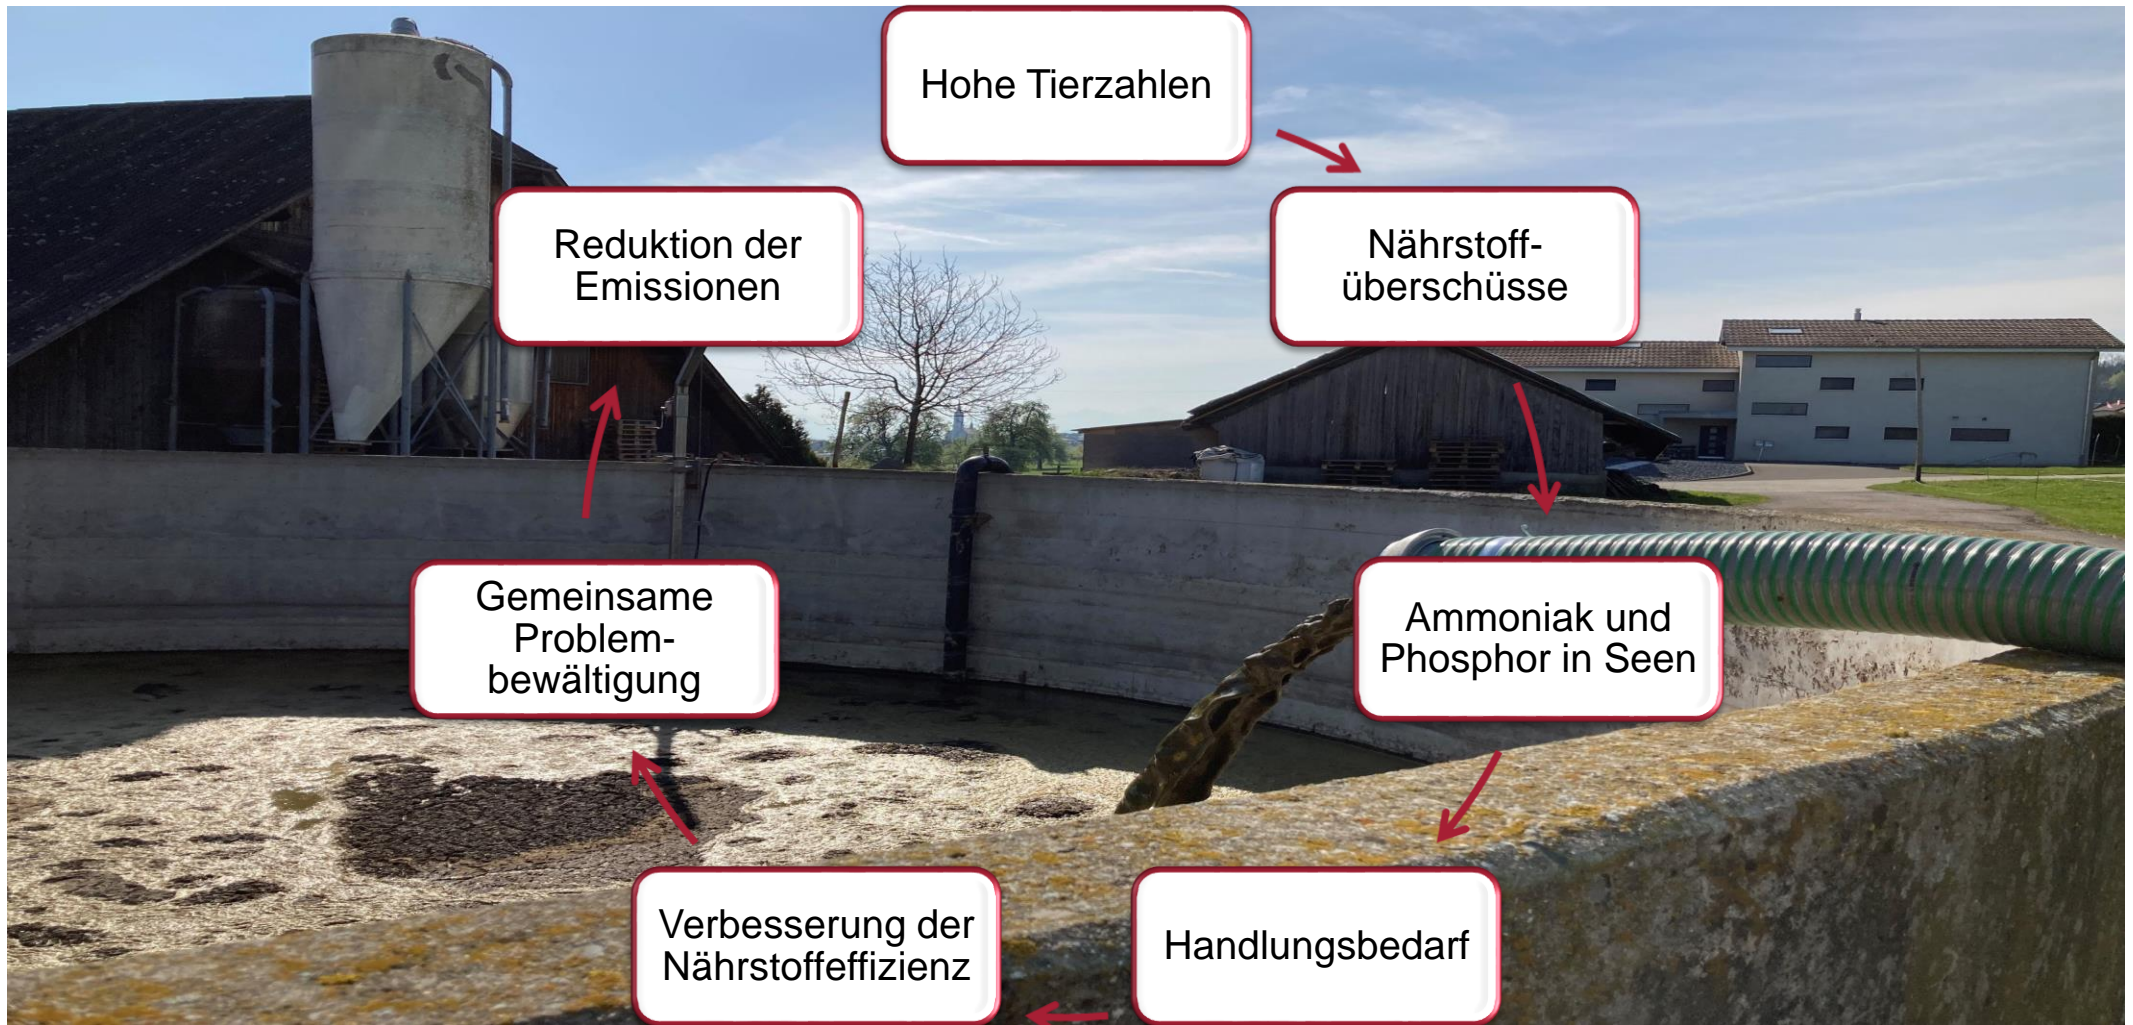 Hohe Tierzahlen
Nährstoff-
überschüsse
Ammoniak und
Phosphor in Seen
Handlungsbedarf
Verbesserung der
Nährstoffeffizienz
Gemeinsame
Problem-
bewältigung
Reduktion der
Emissionen